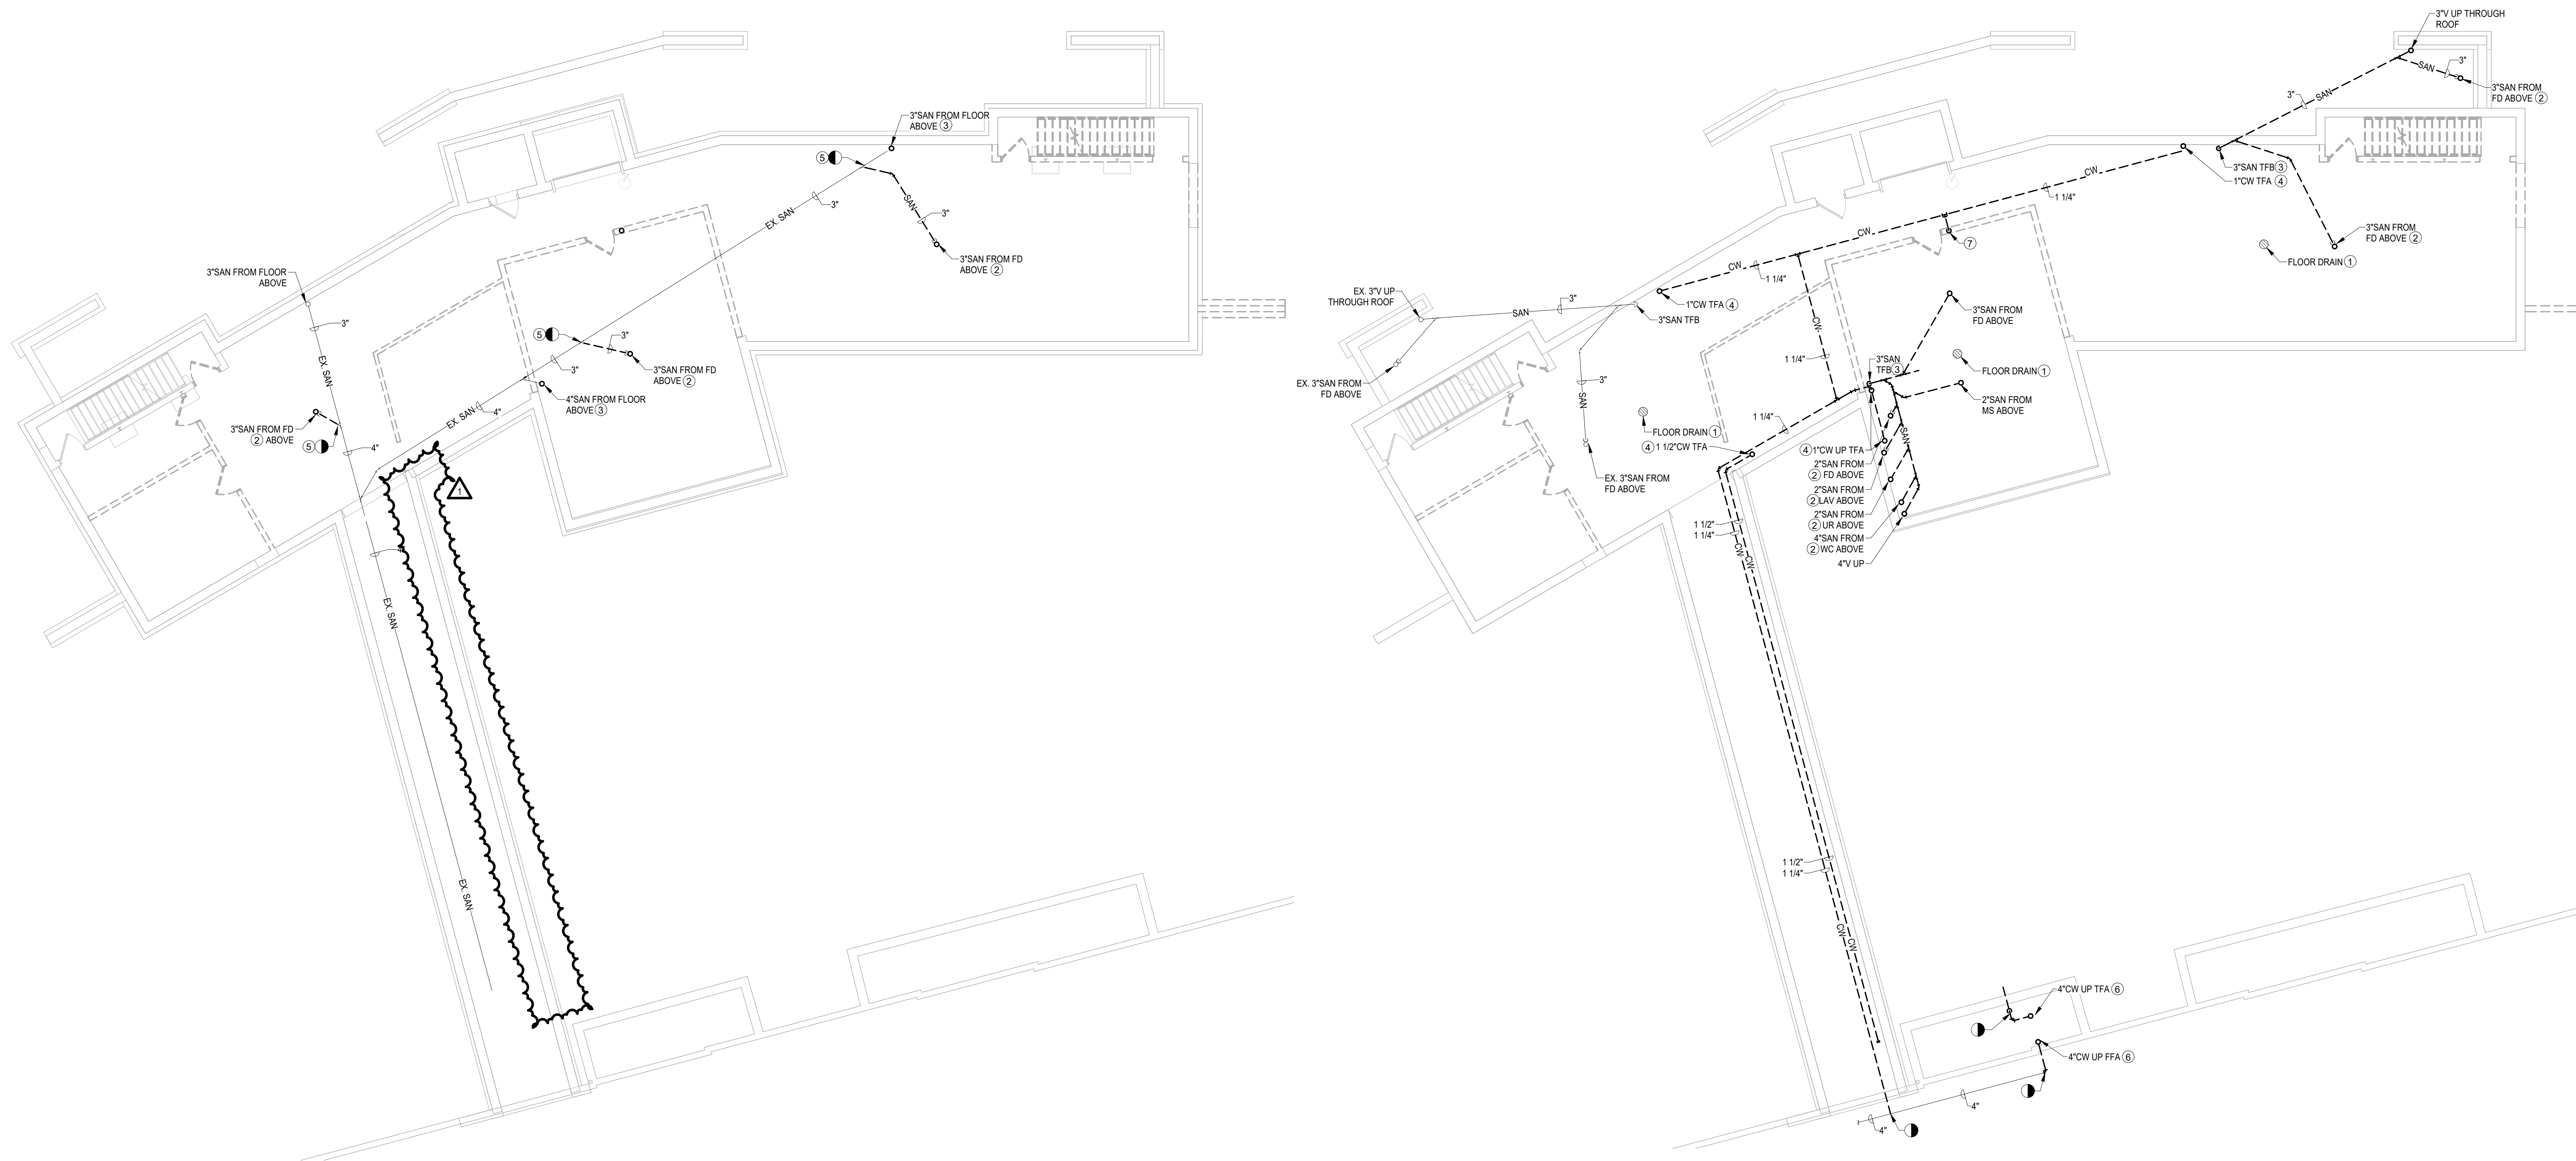 3"SAN FROM FLOOR
ABOVE 3
5
3"
EX. SAN
SAN
3"
3"SAN FROM FD
ABOVE 2
3"SAN FROM FLOOR
ABOVE
3"
EX. SAN
5
3"
3"
3"SAN FROM FD
ABOVE 2
4"SAN FROM FLOOR
ABOVE 3
EX. SAN
4"
3"SAN FROM FD
2 ABOVE
5
4"
1
4"
EX. SAN
EX. SAN
3"V UP THROUGH
ROOF
SAN
3"
3"SAN FROM
FD ABOVE 2
3"
SAN
3"SAN TFB 3
1"CW TFA 4
CW
1 1/4"
3"SAN FROM
FD ABOVE 2
FLOOR DRAIN 1
CW
7
CW
1 1/4"
EX. 3"V UP
THROUGH ROOF
SAN
3"
1"CW TFA 4
3"SAN TFB
3"SAN FROM
FD ABOVE
CW
1 1/4"
3"SAN
TFB 3
FLOOR DRAIN 1
EX. 3"SAN FROM
FD ABOVE
3"
SAN
2"SAN FROM
MS ABOVE
1 1/4"
FLOOR DRAIN 1
4 1 1/2"CW TFA
SAN
4 1"CW UP TFA
2"SAN FROM
2 FD ABOVE
EX. 3"SAN FROM
FD ABOVE
2"SAN FROM
2 LAV ABOVE
2"SAN FROM
2 UR ABOVE
4"SAN FROM
2 WC ABOVE
4"V UP
1 1/2"
1 1/4"
CW
CW
1 1/2"
1 1/4"
CW
CW
4"CW UP TFA 6
4"CW UP FFA 6
4"
4"